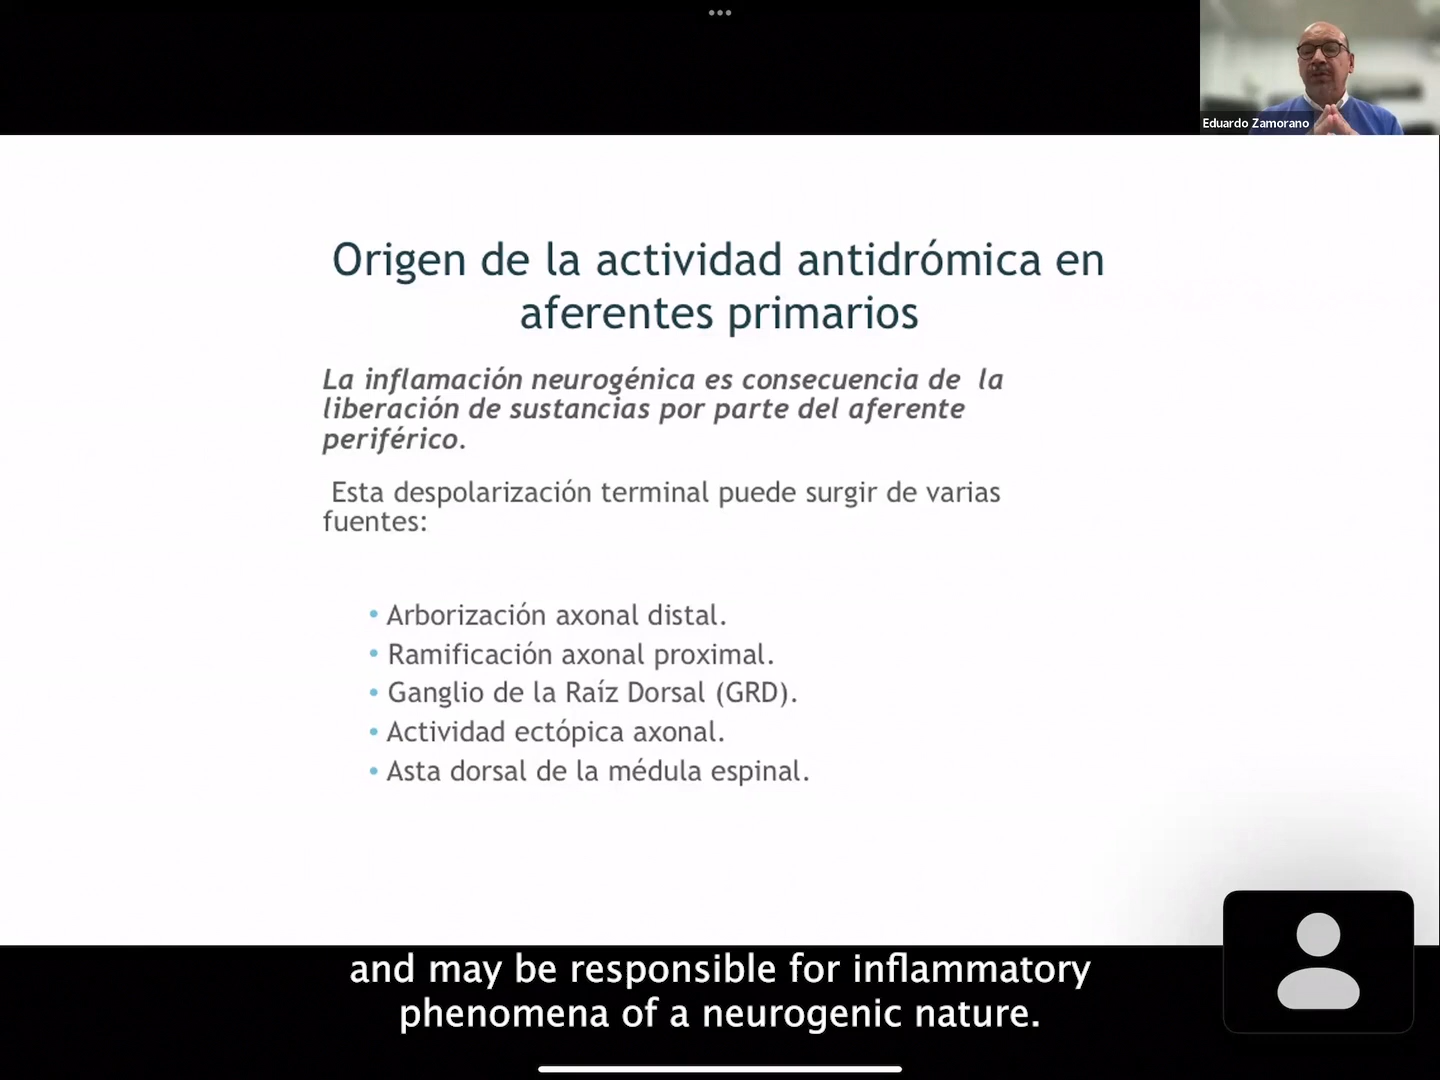 Eduardo Zamorano
Origen de la actividad antidrómica en
aferentes primarios
La inflamación neurogénica es consecuencia de  la
liberación de sustancias por parte del aferente
periférico.
Esta despolarización terminal puede surgir de varias
fuentes:
• Arborización axonal distal.
• Ramificación axonal proximal.
• Ganglio de la Raíz Dorsal (GRD).
• Actividad ectópica axonal.
• Asta dorsal de la médula espinal.
and may be responsible for inflammatory
phenomena of a neurogenic nature.